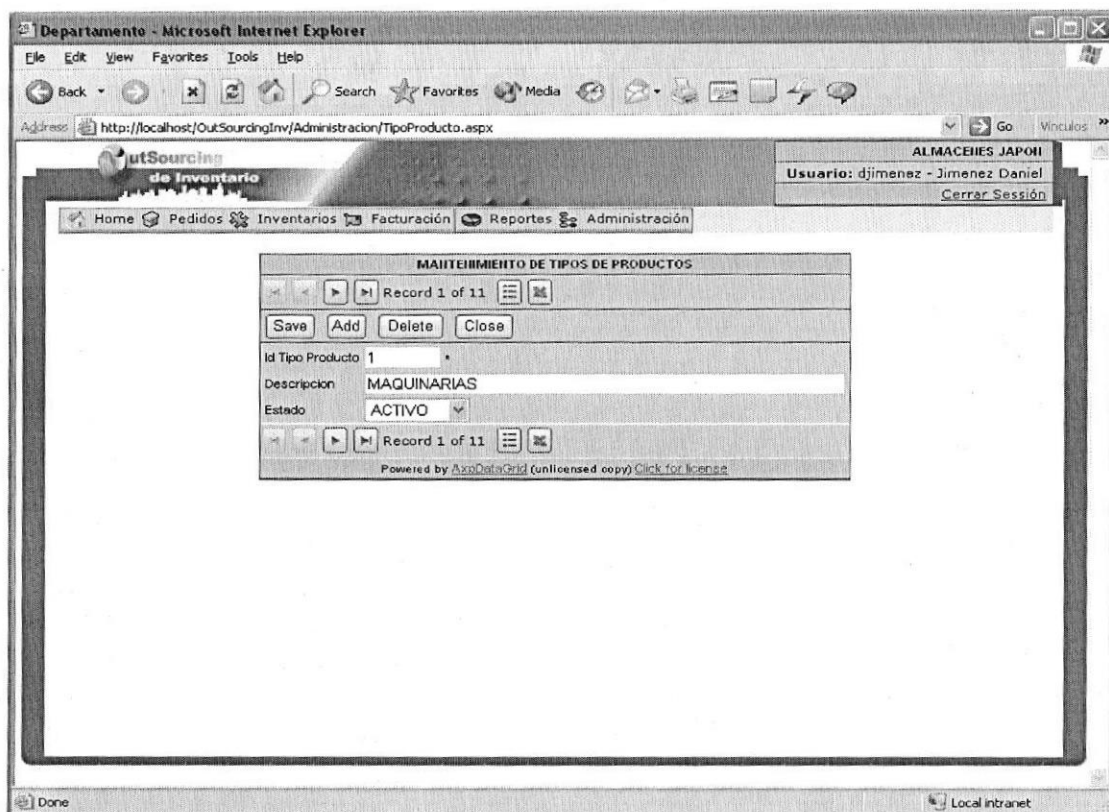 Departamento - Microsoft Internet Explorer
File Edit View Favorites Tools Help
Back Search Favorites Media
Address http://localhost/OutSourcingInv/Administracion/TipoProducto.aspx Go Vinculos »
OutSourcing
de Inventario
ALMACENES JAPON
Usuario: djimenez - Jimenez Daniel
Cerrar Sessión
Home Pedidos Inventarios Facturación Reportes Administración
MANTENIMIENTO DE TIPOS DE PRODUCTOS
Record 1 of 11
Save Add Delete Close
Id Tipo Producto 1 *
Descripcion MAQUINARIAS
Estado ACTIVO
Record 1 of 11
Powered by AxpDataGrid (unlicensed copy) Click for license
Done Local intranet